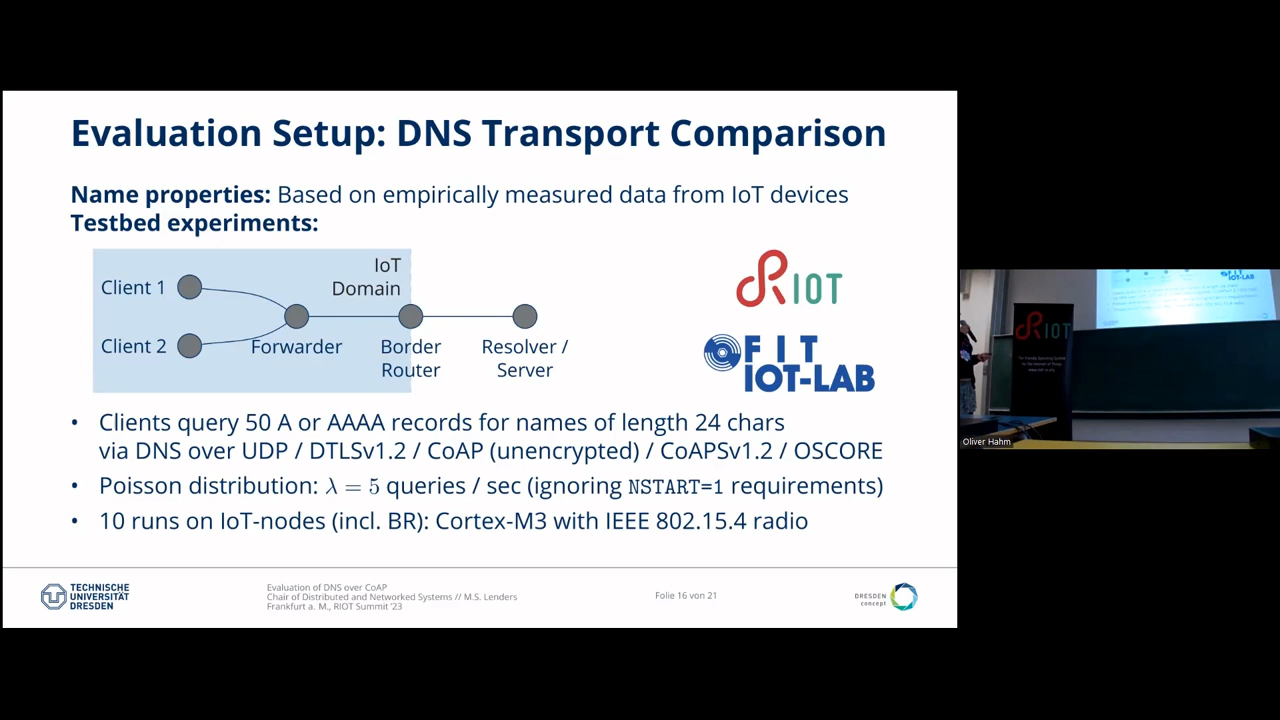 Evaluation Setup: DNS Transport Comparison
Name properties: Based on empirically measured data from IoT devices
Testbed experiments:
IoT
Domain
Client 1
Client 2
Forwarder
Border
Router
Resolver /
Server
RIOT
FIT
IOT-LAB
• Clients query 50 A or AAAA records for names of length 24 chars
via DNS over UDP / DTLSv1.2 / CoAP (unencrypted) / CoAPSv1.2 / OSCORE
• Poisson distribution: λ = 5 queries / sec (ignoring NSTART=1 requirements)
• 10 runs on IoT-nodes (incl. BR): Cortex-M3 with IEEE 802.15.4 radio
TECHNISCHE
UNIVERSITÄT
DRESDEN
Evaluation of DNS over CoAP
Chair of Distributed and Networked Systems // M.S. Lenders
Frankfurt a. M., RIOT Summit '23
Folie 16 von 21
DRESDEN
concept
FIT
IOT-LAB
RIOT
Oliver Hahm